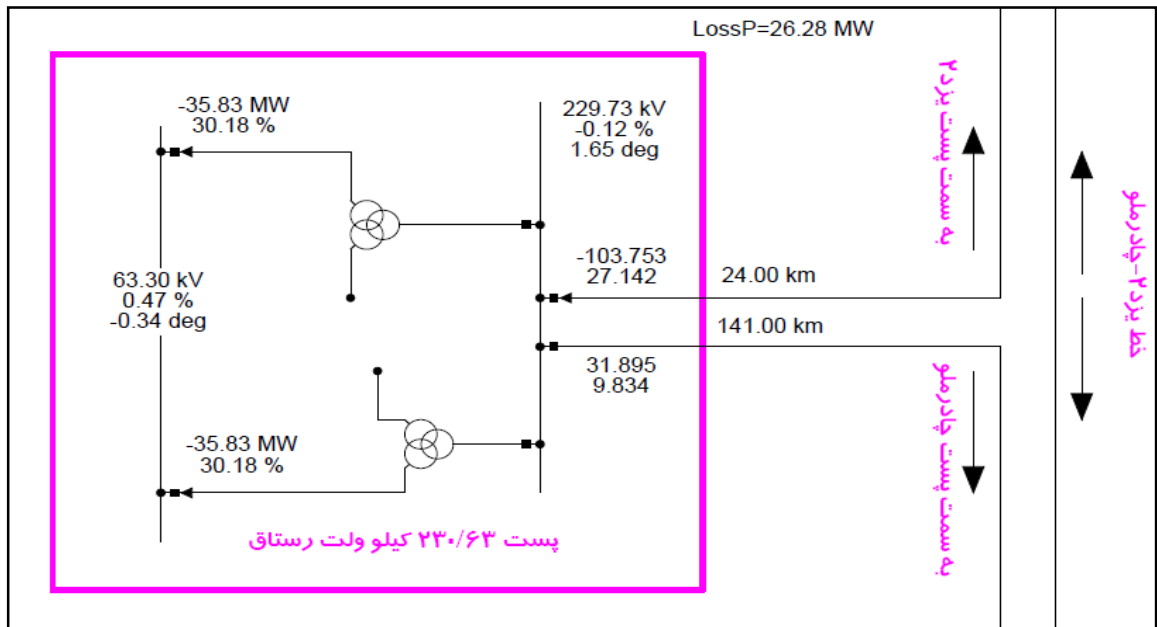 LossP=26.28 MW
-35.83 MW
30.18 %
229.73 kV
-0.12 %
1.65 deg
به سمت پست یزد۲
-103.753
27.142
24.00 km
63.30 kV
0.47 %
-0.34 deg
خط یزد۲-چادرملو
141.00 km
31.895
9.834
به سمت پست چادرملو
-35.83 MW
30.18 %
پست ۲۳۰/۶۳ کیلو ولت رستاق